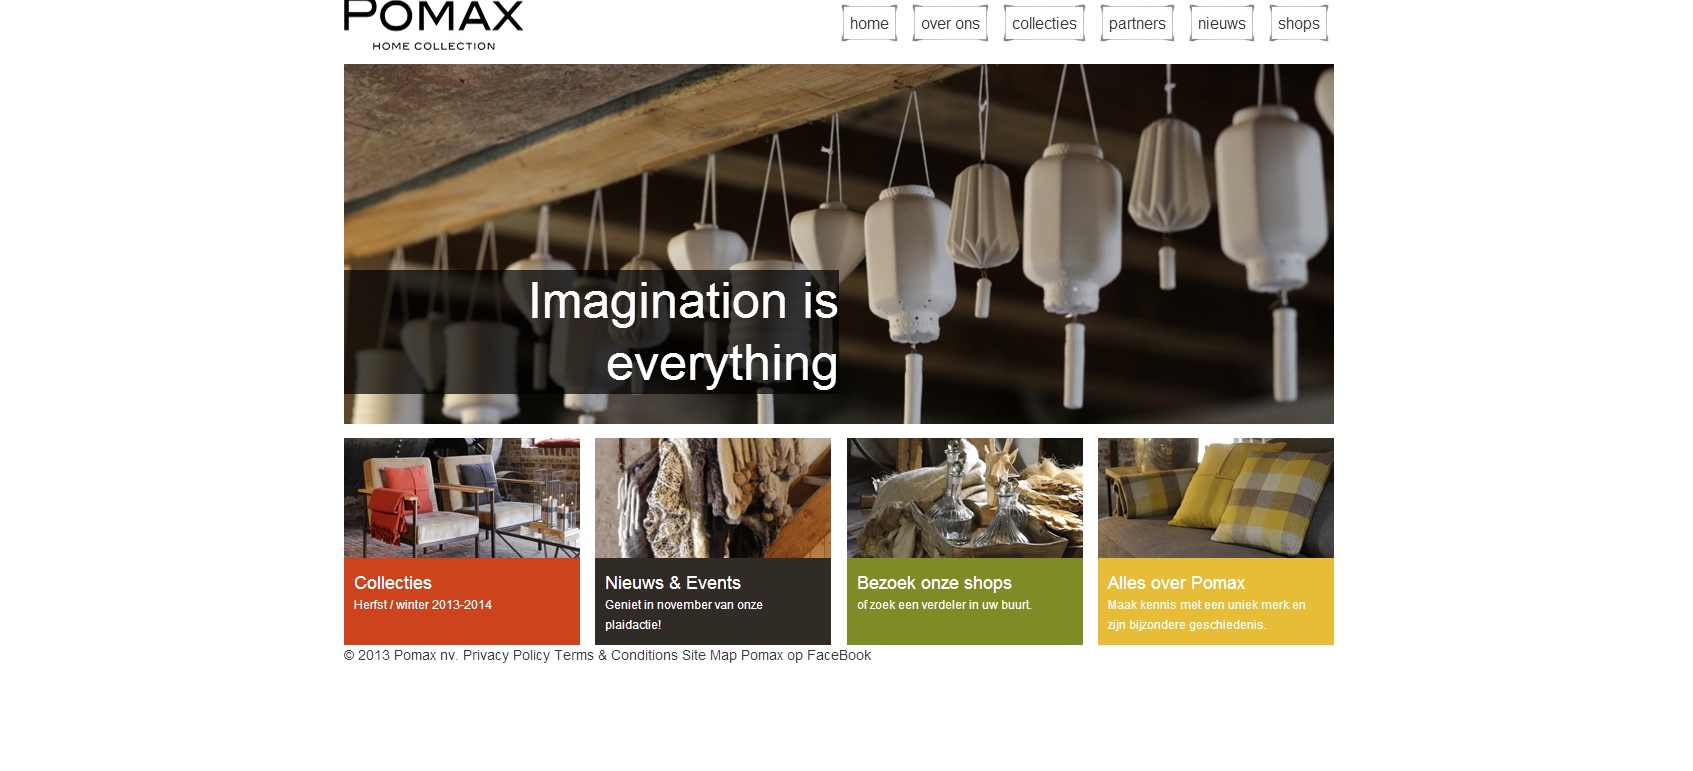 POMAX
HOME COLLECTION
home
over ons
collecties
partners
nieuws
shops
Imagination is
everything
Collecties
Herfst / winter 2013-2014
Nieuws & Events
Geniet in november van onze
plaidactie!
Bezoek onze shops
of zoek een verdeler in uw buurt.
Alles over Pomax
Maak kennis met een uniek merk en
zijn bijzondere geschiedenis.
© 2013 Pomax nv. Privacy Policy Terms & Conditions Site Map Pomax op FaceBook